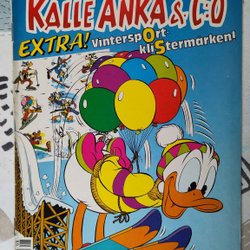 KALLE ANKA & C:O
EXTRA! Vintersport-
kliStermärken!